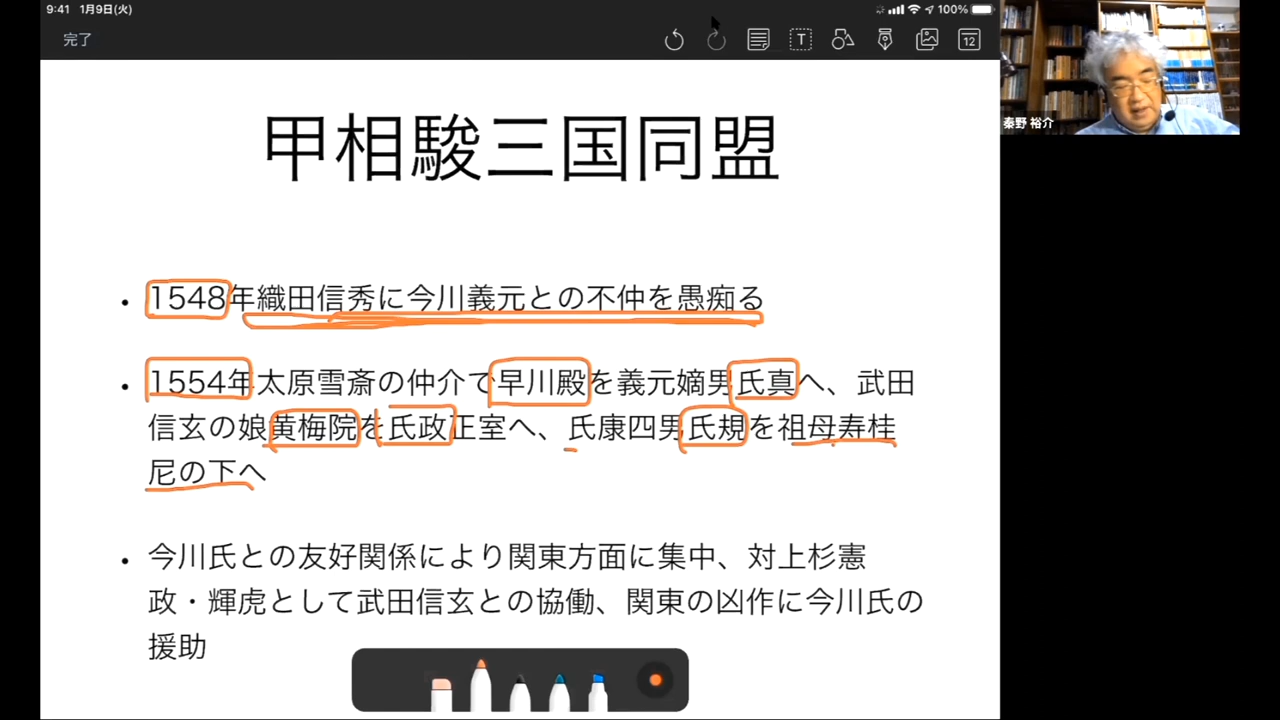 9:41 1月9日(火)
100%
完了
T
12
秦野 裕介
甲相駿三国同盟
• 1548年織田信秀に今川義元との不仲を愚痴る
• 1554年太原雪斎の仲介で早川殿を義元嫡男氏真へ、武田
信玄の娘黄梅院を氏政正室へ、氏康四男氏規を祖母寿桂
尼の下へ
• 今川氏との友好関係により関東方面に集中、対上杉憲
政・輝虎として武田信玄との協働、関東の凶作に今川氏の
援助